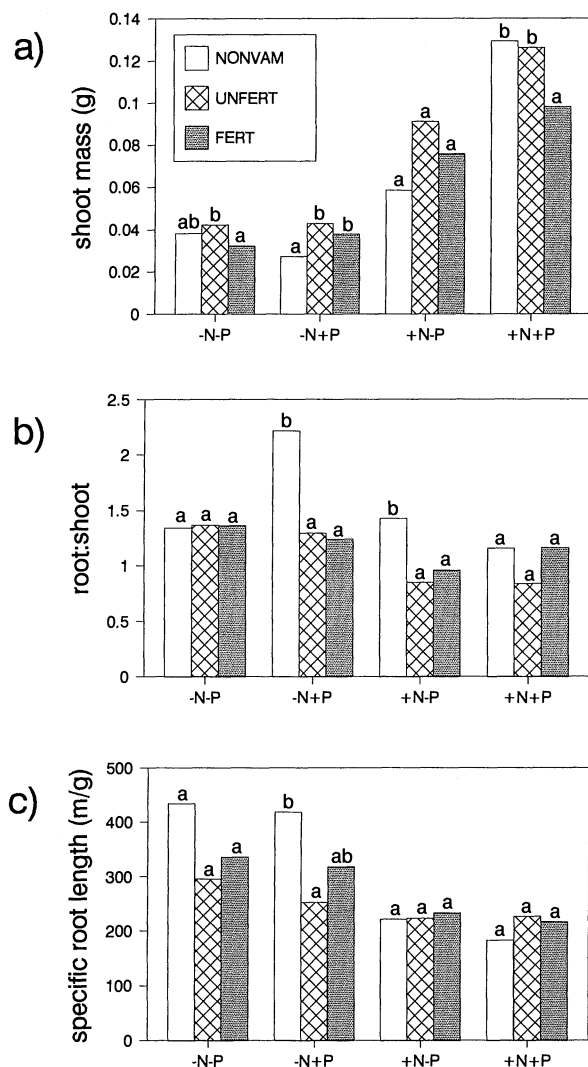 a)
shoot mass (g)
0.14
0.12
0.1
0.08
0.06
0.04
0.02
0
NONVAM
UNFERT
FERT
ab b a
a b b
a a a
b b a
-N-P -N+P +N-P +N+P
b)
root:shoot
2.5
2
1.5
1
0.5
0
a a a
b a a
b a a
a a a
-N-P -N+P +N-P +N+P
c)
specific root length (m/g)
500
400
300
200
100
0
a a a
b a ab
a a a
a a a
-N-P -N+P +N-P +N+P